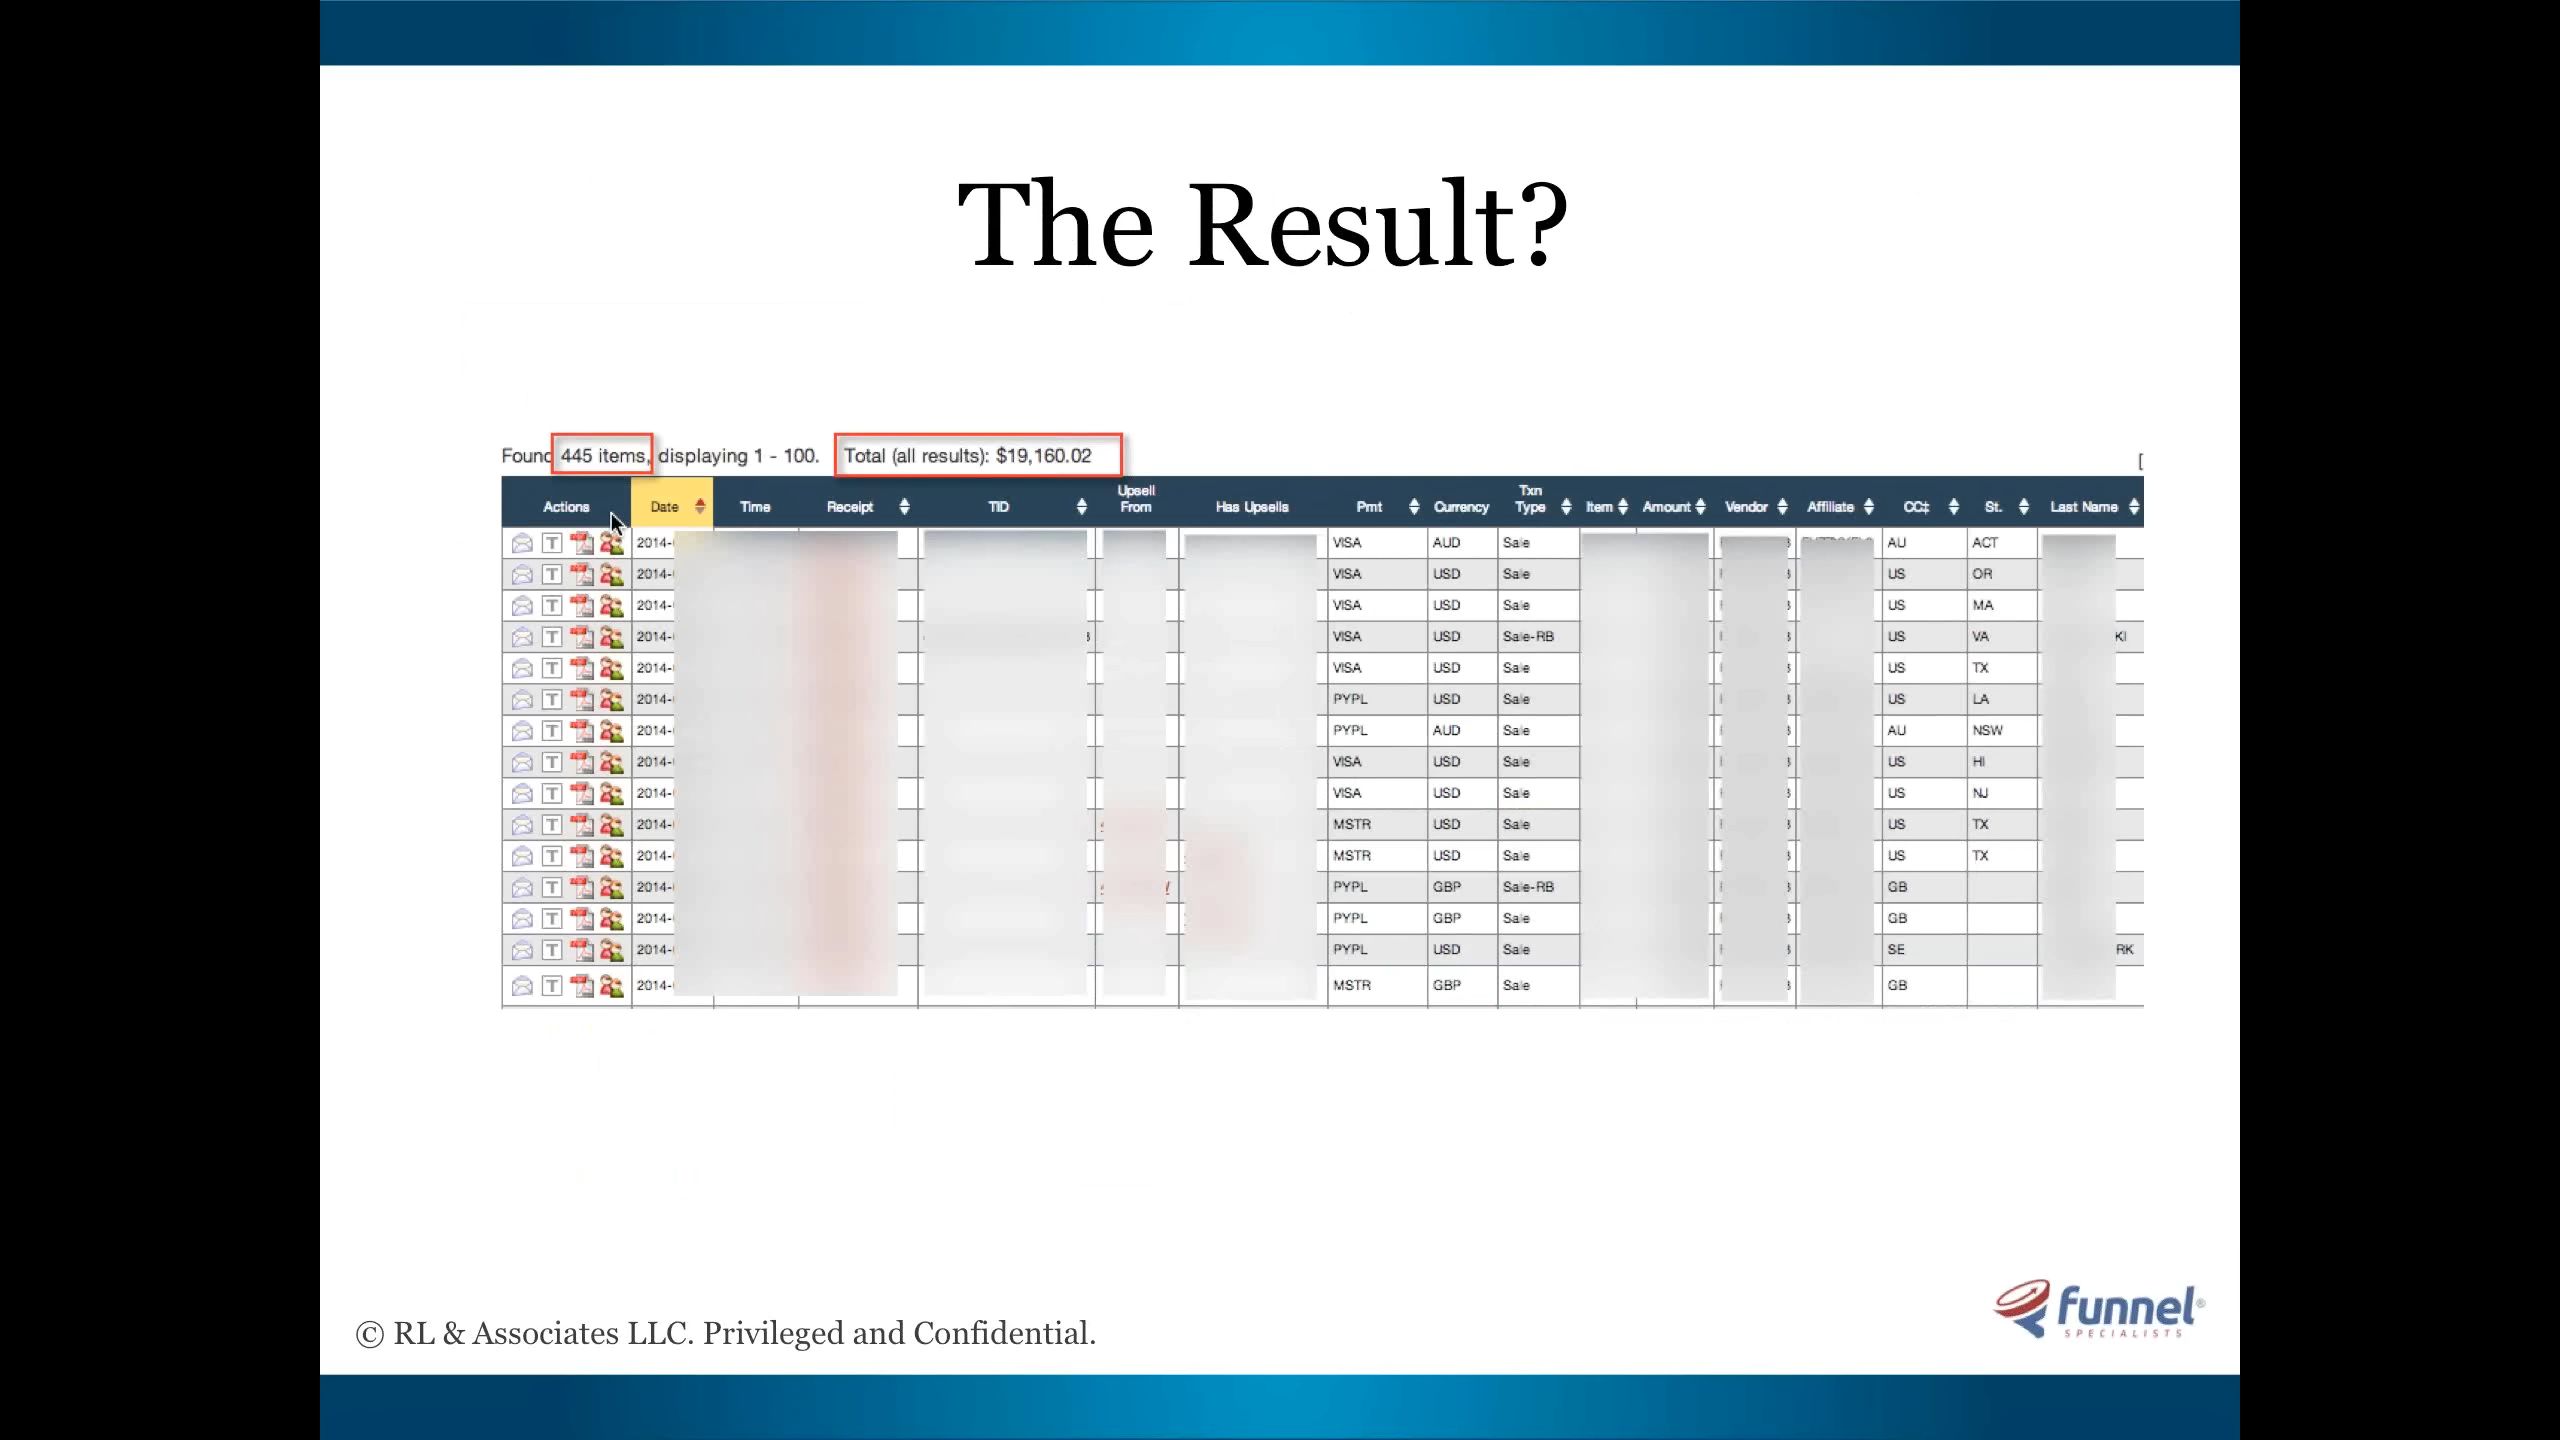 The Result?
Found 445 items, displaying 1 - 100. Total (all results): $19,160.02 [
Actions Date Time Receipt TID Upsell From Has Upsells Pmt Currency Txn Type Item Amount Vendor Affiliate CC‡ St. Last Name
T 2014- VISA AUD Sale AU ACT
T 2014- VISA USD Sale US OR
T 2014- VISA USD Sale US MA
T 2014- VISA USD Sale-RB US VA KI
T 2014- VISA USD Sale US TX
T 2014- PYPL USD Sale US LA
T 2014- PYPL AUD Sale AU NSW
T 2014- VISA USD Sale US HI
T 2014- VISA USD Sale US NJ
T 2014- MSTR USD Sale US TX
T 2014- MSTR USD Sale US TX
T 2014- PYPL GBP Sale-RB GB
T 2014- PYPL GBP Sale GB
T 2014- PYPL USD Sale SE RK
T 2014- MSTR GBP Sale GB
funnel®
SPECIALISTS
© RL & Associates LLC. Privileged and Confidential.